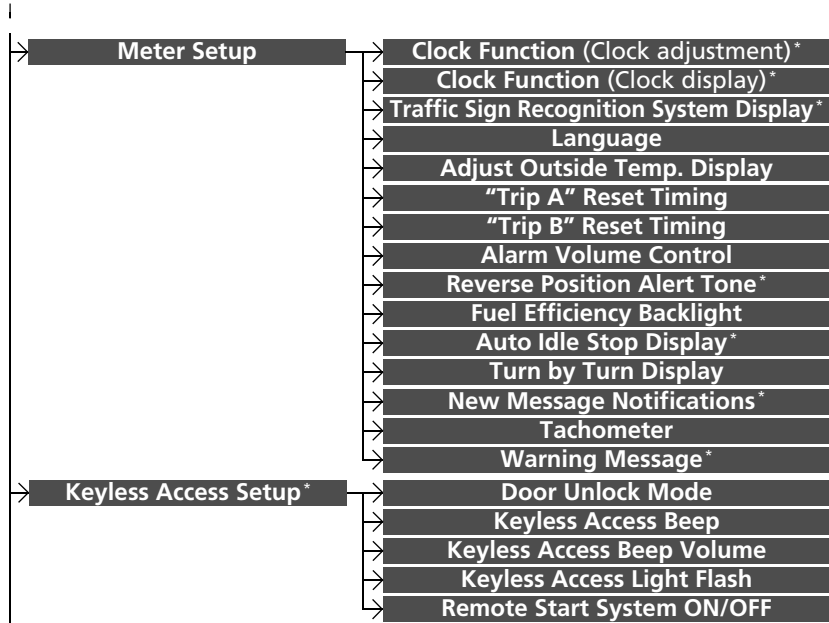 Meter Setup
Clock Function (Clock adjustment)*
Clock Function (Clock display)*
Traffic Sign Recognition System Display*
Language
Adjust Outside Temp. Display
“Trip A” Reset Timing
“Trip B” Reset Timing
Alarm Volume Control
Reverse Position Alert Tone*
Fuel Efficiency Backlight
Auto Idle Stop Display*
Turn by Turn Display
New Message Notifications*
Tachometer
Warning Message*
Keyless Access Setup*
Door Unlock Mode
Keyless Access Beep
Keyless Access Beep Volume
Keyless Access Light Flash
Remote Start System ON/OFF